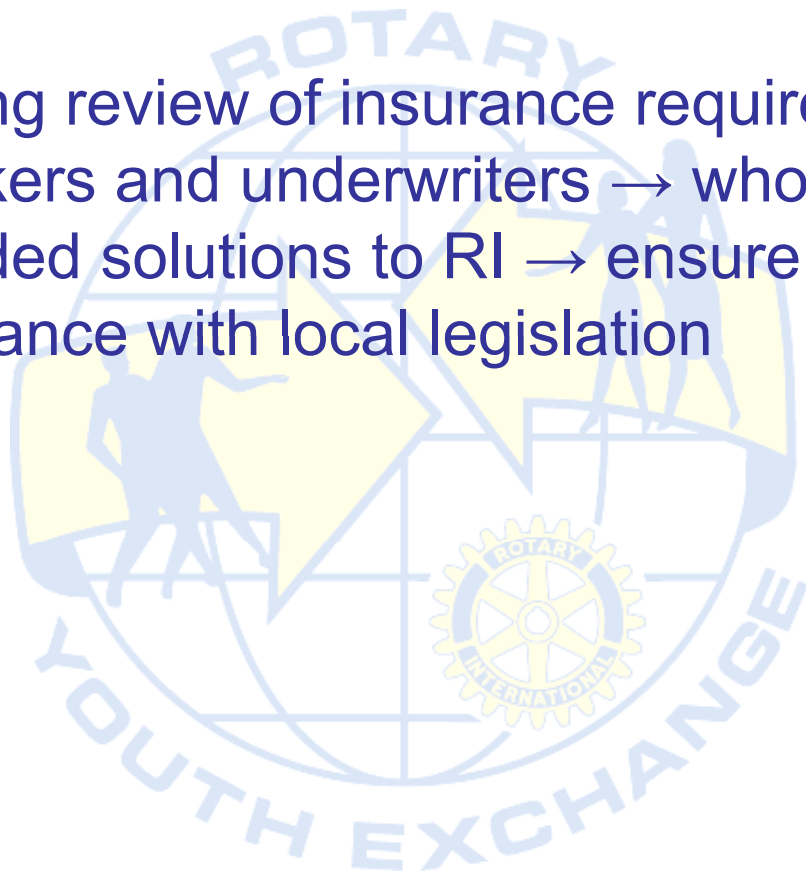 ng review of insurance require
kers and underwriters → who
ded solutions to RI → ensure
ance with local legislation
ROTARY
YOUTH EXCHANGE
ROTARY
INTERNATIONAL